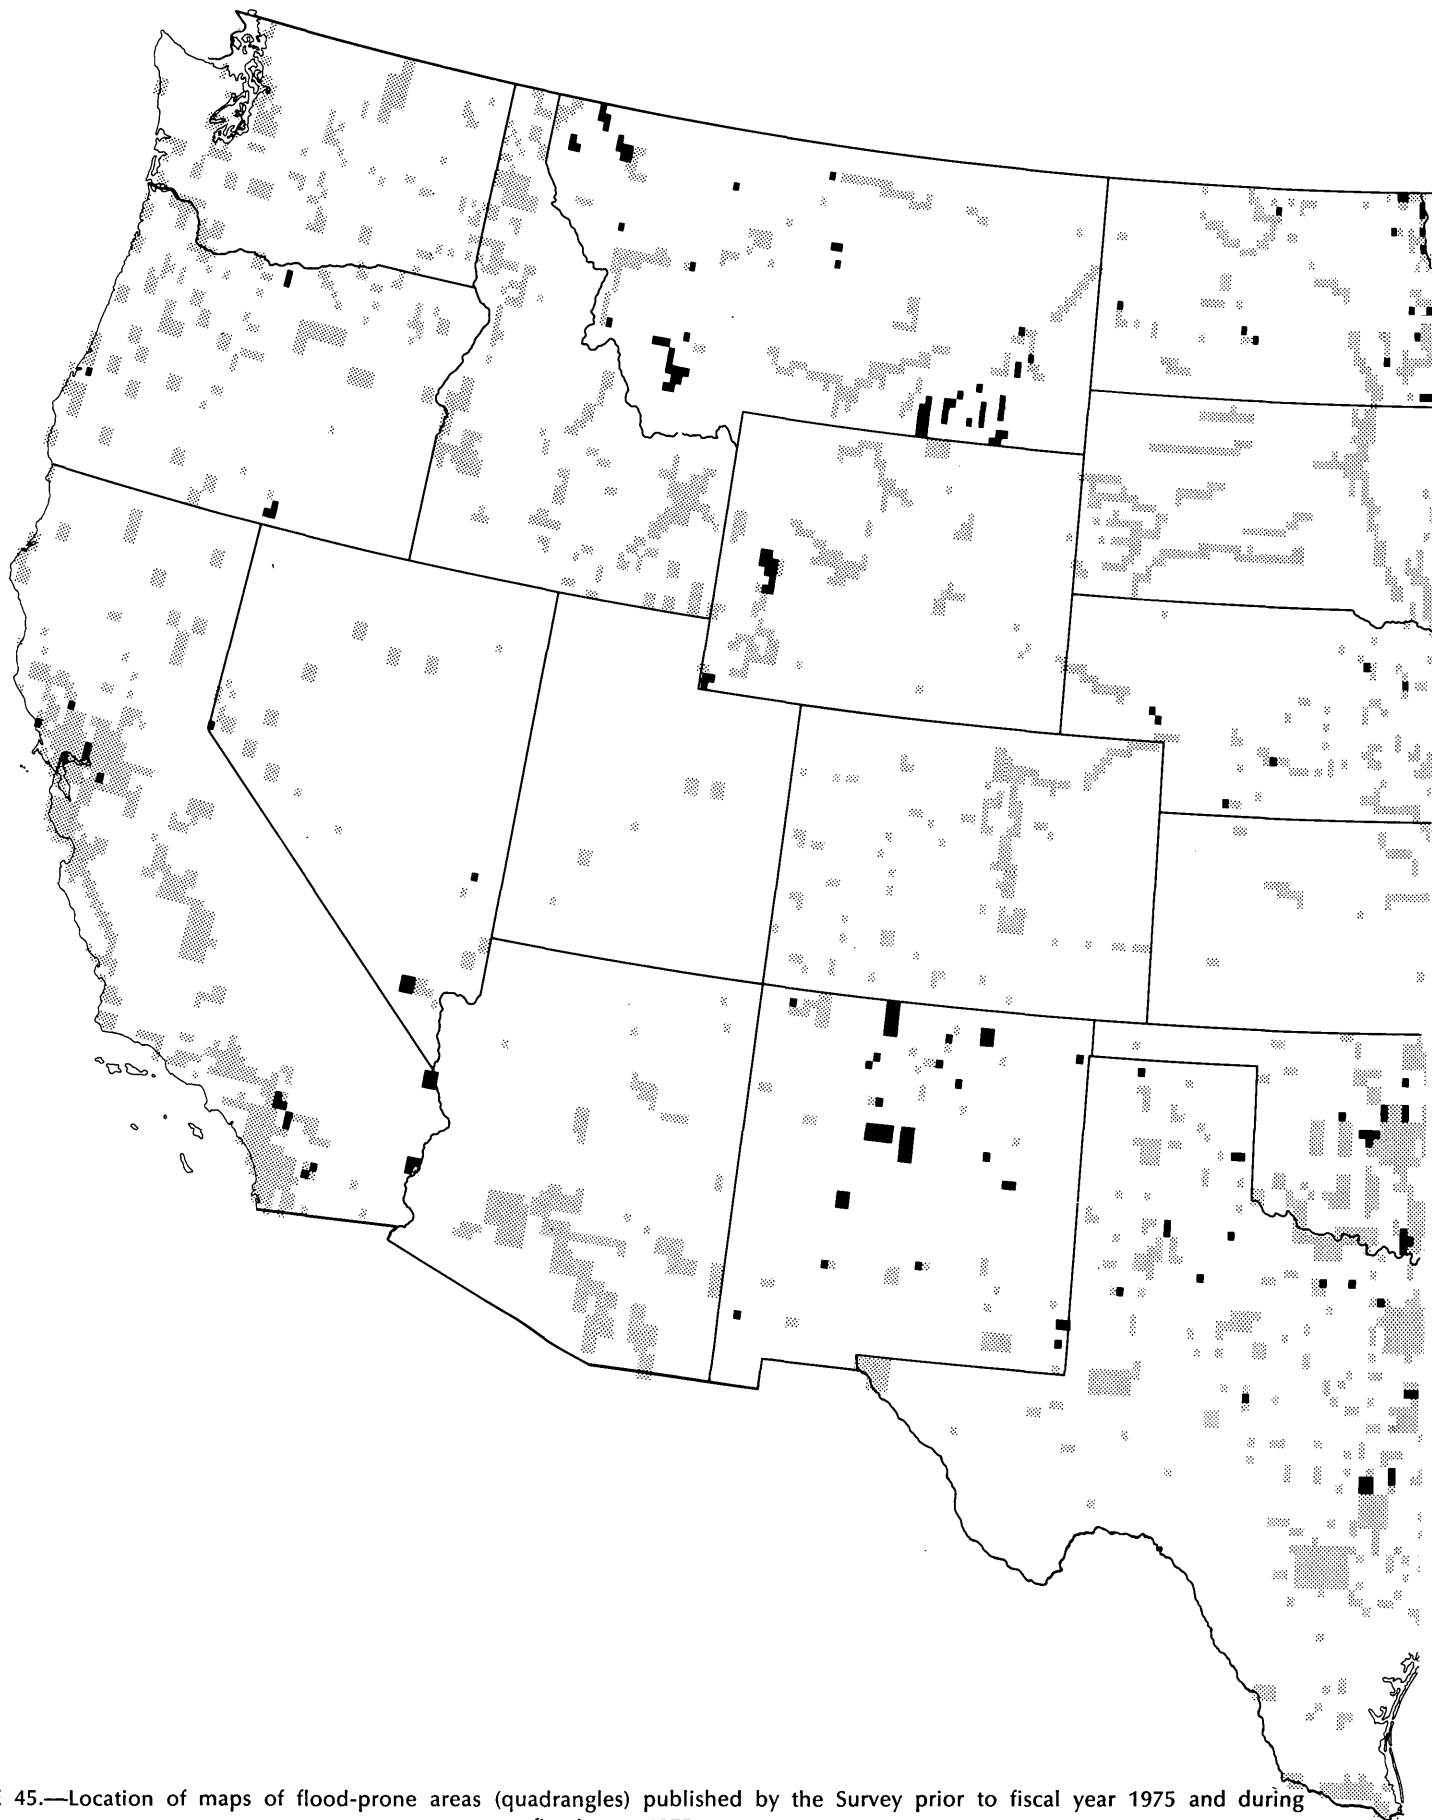 45.—Location of maps of flood-prone areas (quadrangles) published by the Survey prior to fiscal year 1975 and during